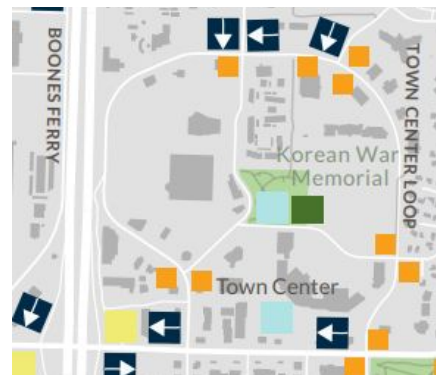 BOONES FERRY
TOWN CENTER LOOP
Korean War
Memorial
Town Center